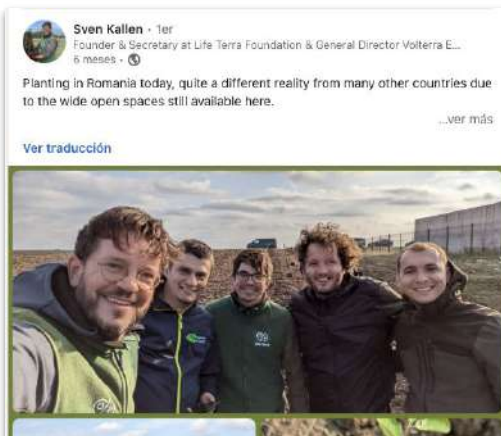 Sven Kallen · 1er
Founder & Secretary at Life Terra Foundation & General Director Volterra E...
6 meses ·
Planting in Romania today, quite a different reality from many other countries due
to the wide open spaces still available here.
...ver más
Ver traducción